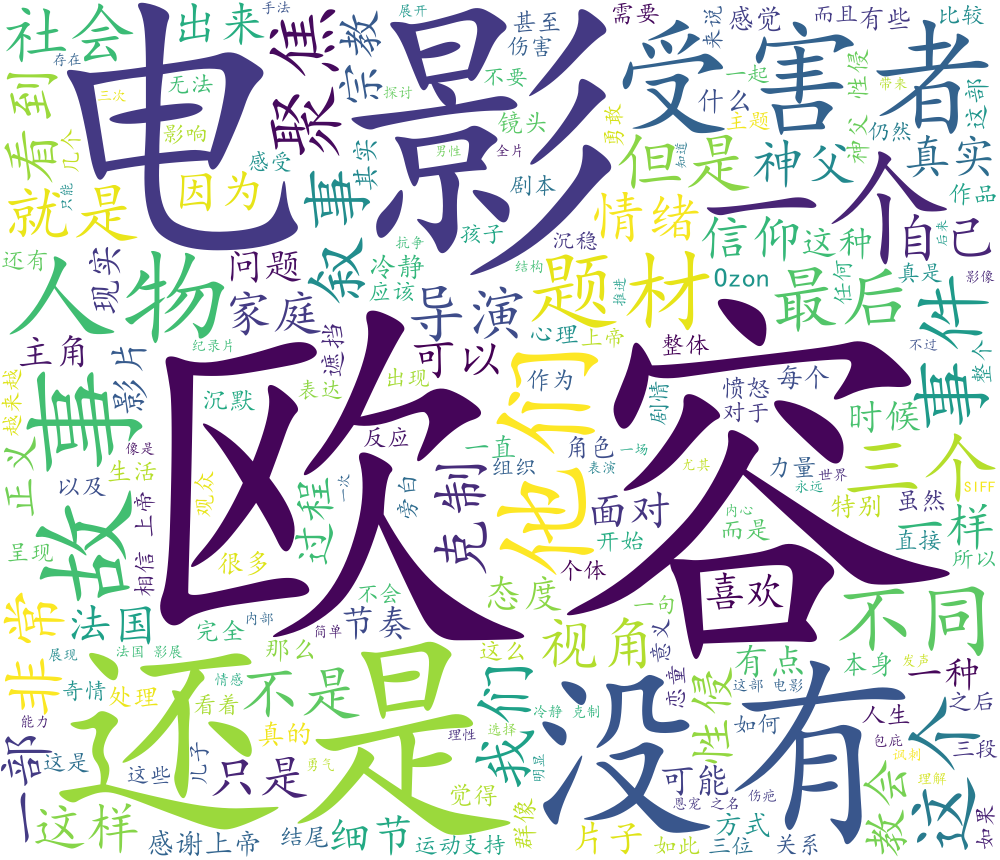 社会
出来
手法
存在
电影
聚焦
宗教
甚至
伤害
需要
感觉
来说
而且
有些
比较
受害者
看到
三次
无法
影响
几个
感受
探讨
不要
镜头
勇敢
什么
一起
主题
神父
性侵
带来
仍然
这部
就是
只能
因为
叙事
其实
男性
全片
剧本
但是
知道
神父
一个
真实
作品
还有
人物
现实
问题
冷静
应该
抗争
孩子
沉稳
情绪
信仰
这种
自己
后来
真是
任何
影像
家庭
导演
结构
推进
题材
Ozon
最后
事件
主角
影片
纪录片
遮挡
可以
心理
上帝
整体
不过
整个
越来越
故事
沉默
表达
出现
作为
他们
剧情
愤怒
对于
每个
时候
欧容
正义
像是
生活
反应
一直
角色
表演
一场
尤其
力量
世界
三个
SIFF
以及
观众
过程
一次
旁白
克制
组织
面对
永远
特别
虽然
一样
呈现
相信 上帝
很多
开始
内心
而是
直接
所以
非常
法国
完全
内部
不会
简单
节奏
个体
态度
喜欢
一句
意义
不同
展现
法国 影展
那么
这么
视角
恋童
有点
本身
一种
发声
还是
奇情
处理
情感
看着
不是
我们
没有
性侵
这部 电影
如何
人生
之后
能力
一部
这是
这些
儿子
真的
只是
勇气
理性
选择
冷静 克制
明显
觉得
可能
恩宠 之名
伤疤
包庇
讽刺
三段
教会
理解
这个
这样
感谢上帝
结尾
细节
运动支持
群像
片子
如此
方式
三位
关系
如果
展开